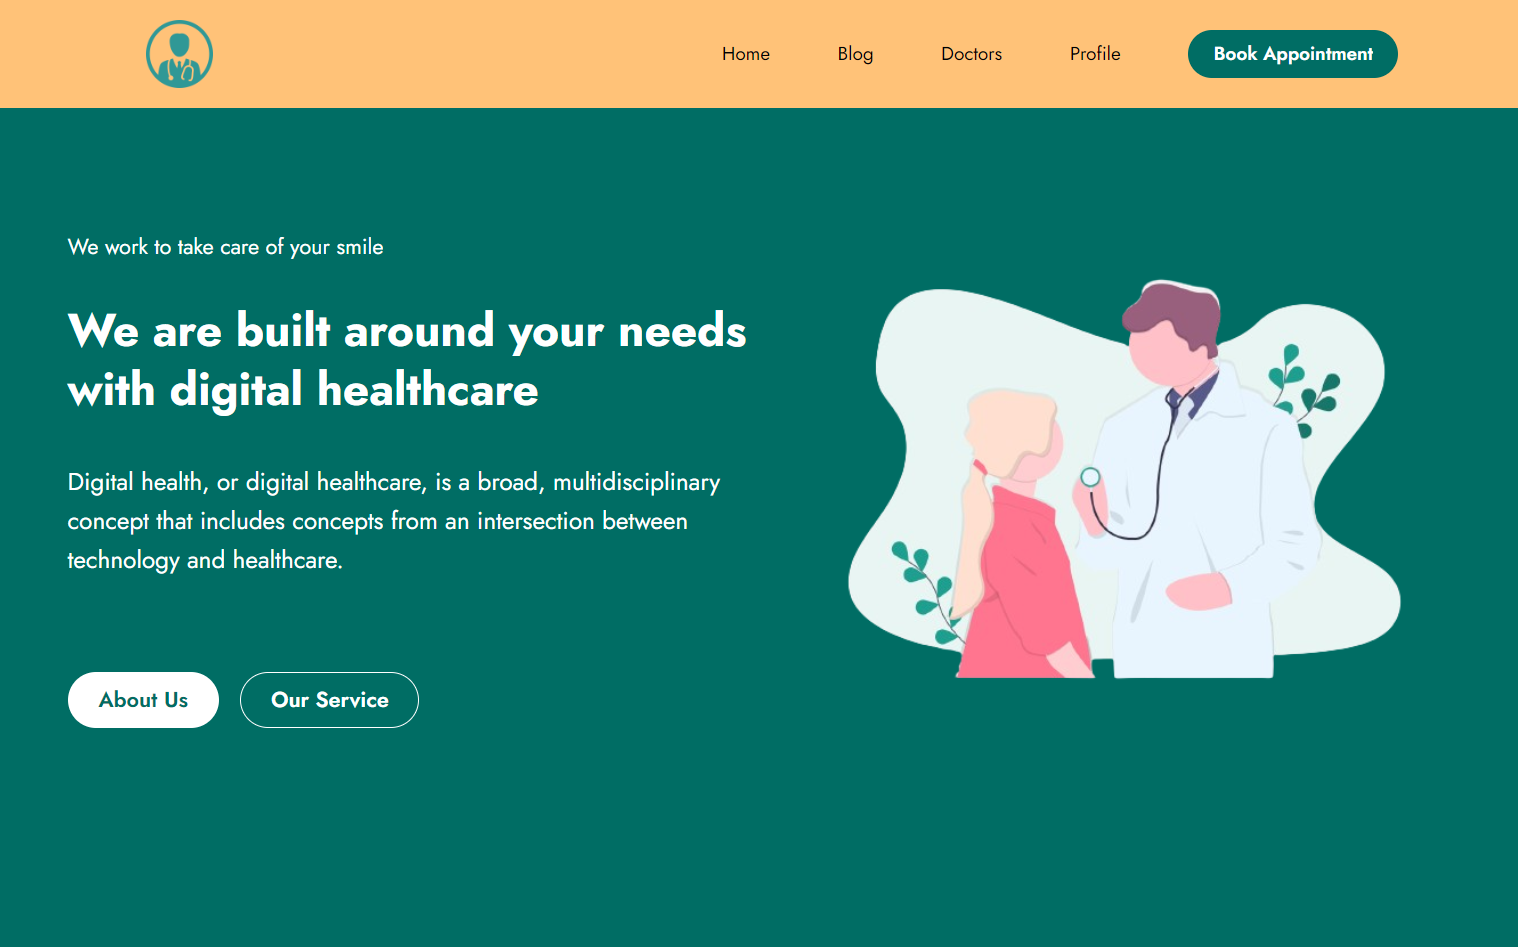 Home Blog Doctors Profile Book Appointment
We work to take care of your smile
We are built around your needs
with digital healthcare
Digital health, or digital healthcare, is a broad, multidisciplinary
concept that includes concepts from an intersection between
technology and healthcare.
About Us Our Service